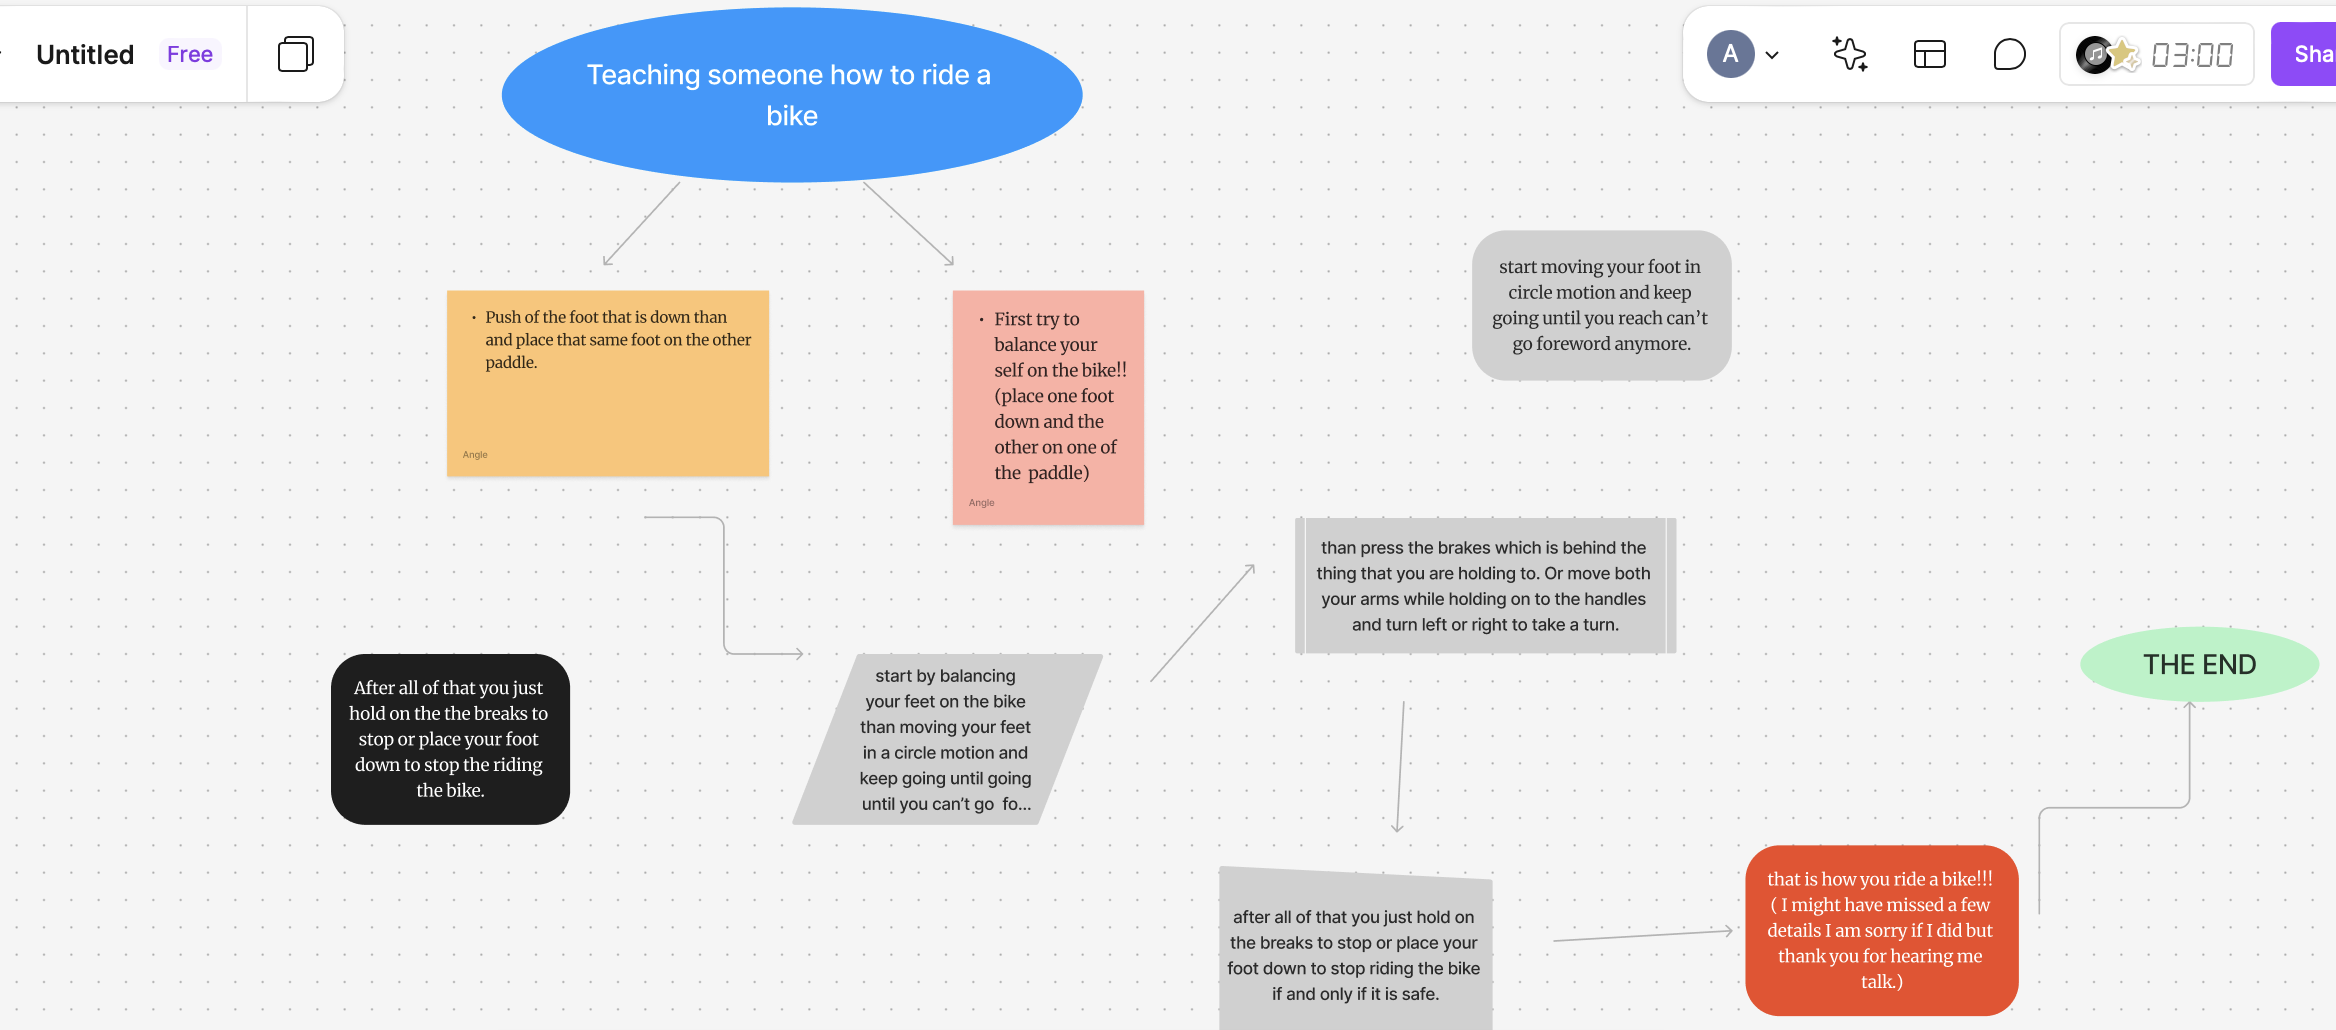 Untitled
Free
A
03:00
Sha
Teaching someone how to ride a
bike
• Push of the foot that is down than
and place that same foot on the other
paddle.
Angle
• First try to
balance your
self on the bike!!
(place one foot
down and the
other on one of
the paddle)
Angle
start moving your foot in
circle motion and keep
going until you reach can't
go foreword anymore.
than press the brakes which is behind the
thing that you are holding to. Or move both
your arms while holding on to the handles
and turn left or right to take a turn.
After all of that you just
hold on the the breaks to
stop or place your foot
down to stop the riding
the bike.
start by balancing
your feet on the bike
than moving your feet
in a circle motion and
keep going until going
until you can't go fo...
THE END
after all of that you just hold on
the breaks to stop or place your
foot down to stop riding the bike
if and only if it is safe.
that is how you ride a bike!!!
( I might have missed a few
details I am sorry if I did but
thank you for hearing me
talk.)